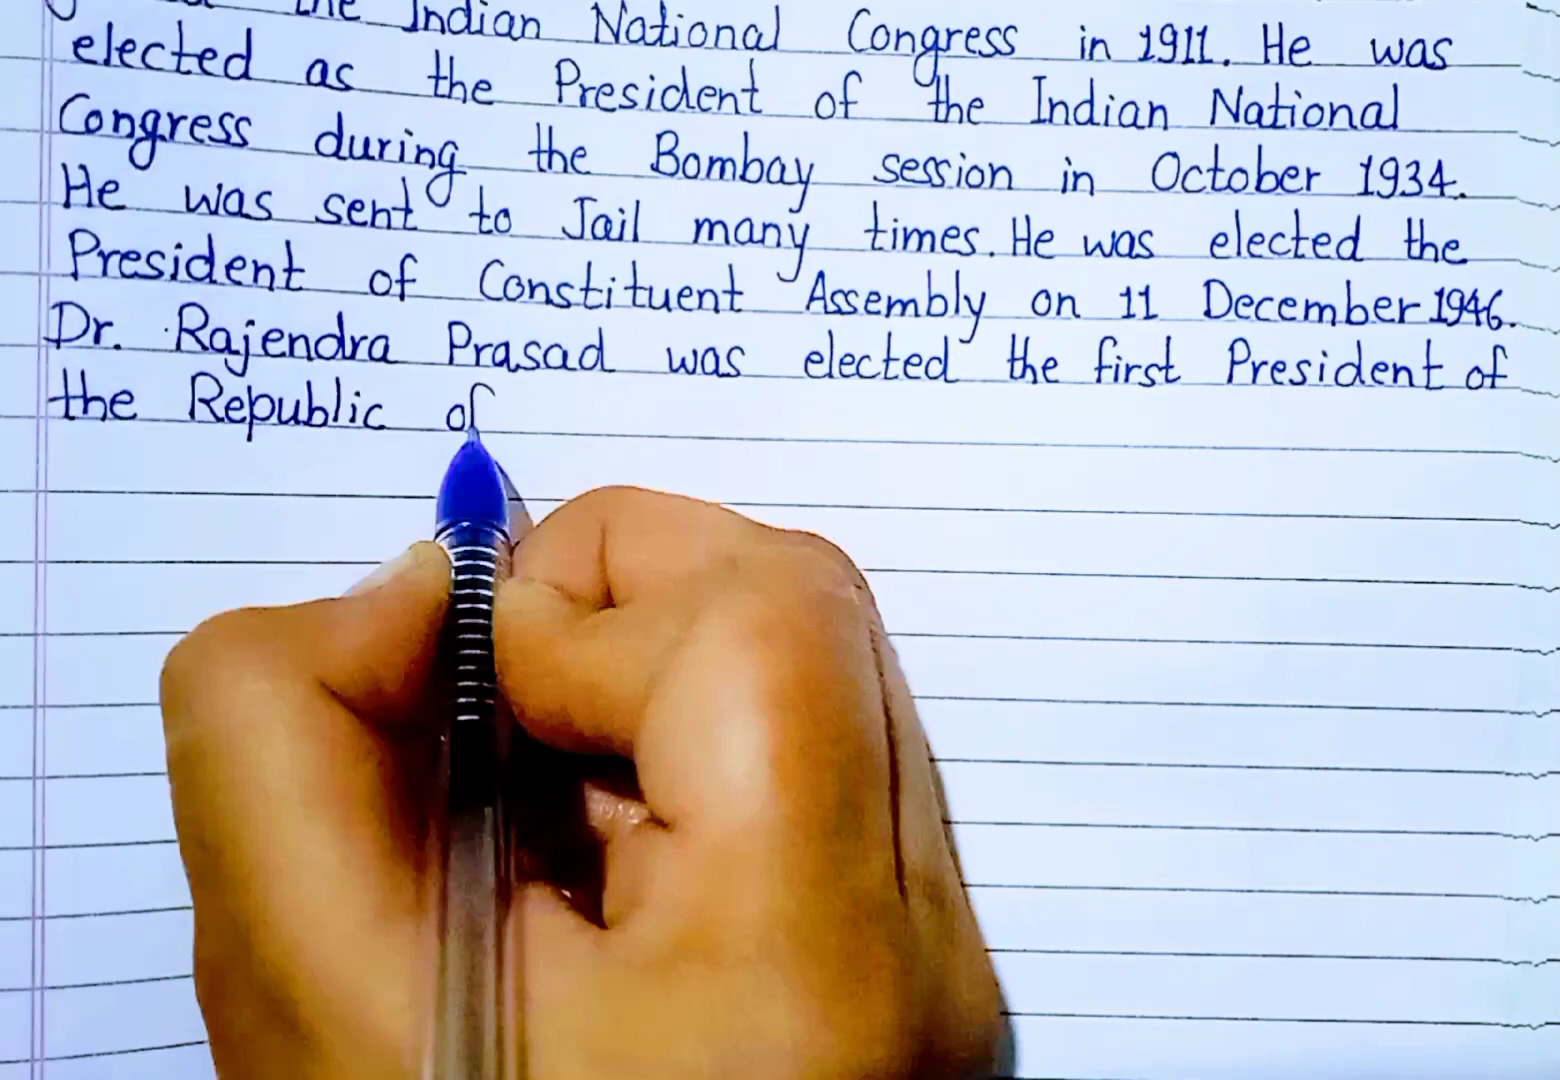 the Indian National Congress in 1911. He was
elected as the President of the Indian National
Congress during the Bombay session in October 1934.
He was sent to Jail many times. He was elected the
President of Constituent Assembly on 11 December 1946.
Dr. Rajendra Prasad was elected the first President of
the Republic of